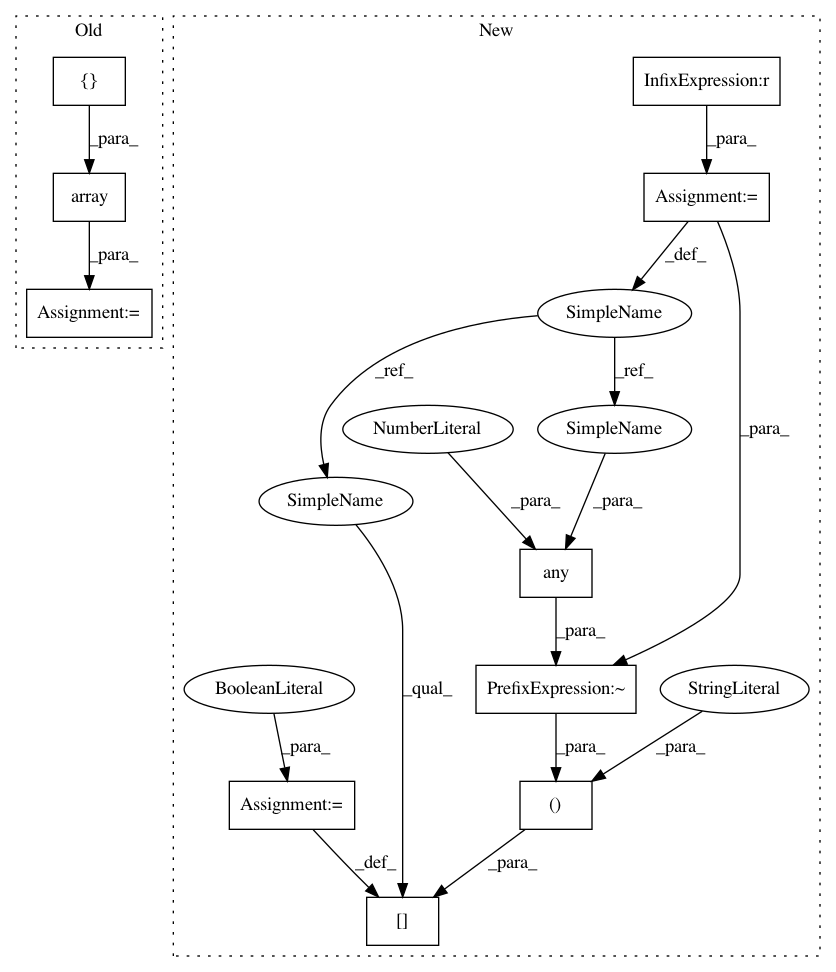 Old
New
{}
InfixExpression:r
_para_
_para_
array
Assignment:=
_para_
_def_
Assignment:=
SimpleName
_ref_
_ref_
NumberLiteral
SimpleName
_para_
SimpleName
_para_
_para_
any
_para_
BooleanLiteral
_qual_
PrefixExpression:~
StringLiteral
_para_
_para_
_para_
Assignment:=
()
_def_
_para_
[]